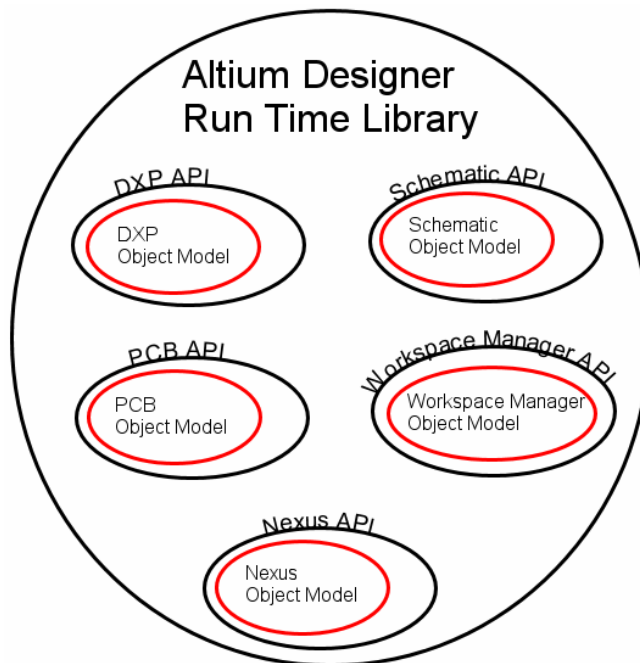 Altium Designer
Run Time Library
DXP API
DXP
Object Model
Schematic API
Schematic
Object Model
PCB API
PCB
Object Model
Workspace Manager API
Workspace Manager
Object Model
Nexus API
Nexus
Object Model